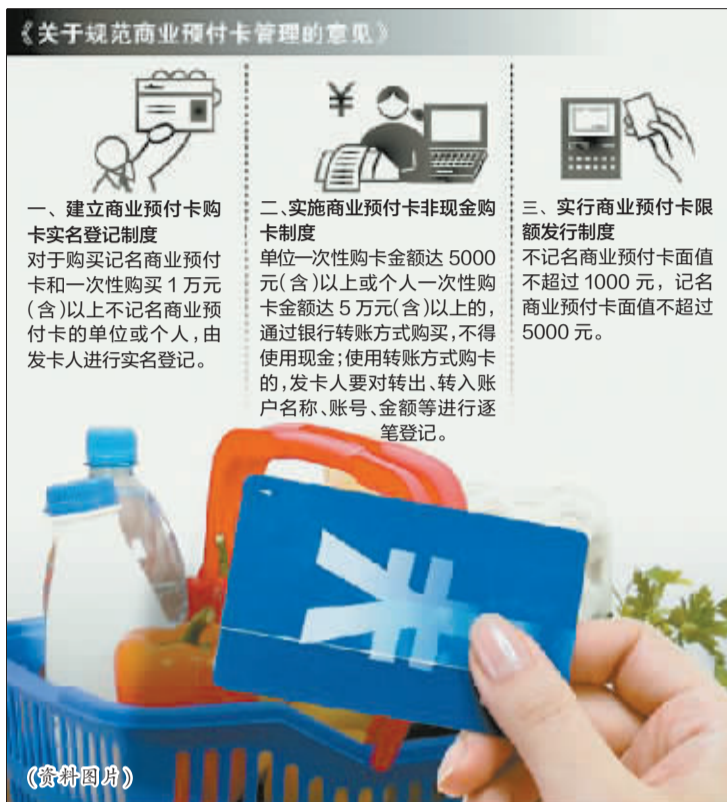 《关于规范商业预付卡管理的意见》
一、建立商业预付卡购
卡实名登记制度
对于购买记名商业预付
卡和一次性购买1万元
(含)以上不记名商业预
付卡的单位或个人,由
发卡人进行实名登记。
¥
二、实施商业预付卡非现金购
卡制度
单位一次性购卡金额达5000
元(含)以上或个人一次性购
卡金额达5万元(含)以上的,
通过银行转账方式购买,不得
使用现金;使用转账方式购卡
的,发卡人要对转出、转入账
户名称、账号、金额等进行逐
笔登记。
三、实行商业预付卡限
额发行制度
不记名商业预付卡面值
不超过1000元,记名
商业预付卡面值不超过
5000元。
¥
(资料图片)